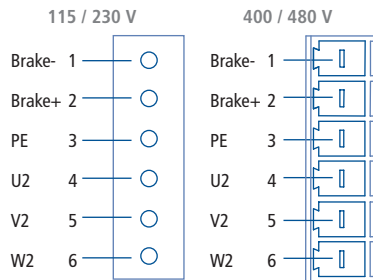 115 / 230 V 400 / 480 V
Brake- 1 Brake- 1
Brake+ 2 Brake+ 2
PE 3 PE 3
U2 4 U2 4
V2 5 V2 5
W2 6 W2 6